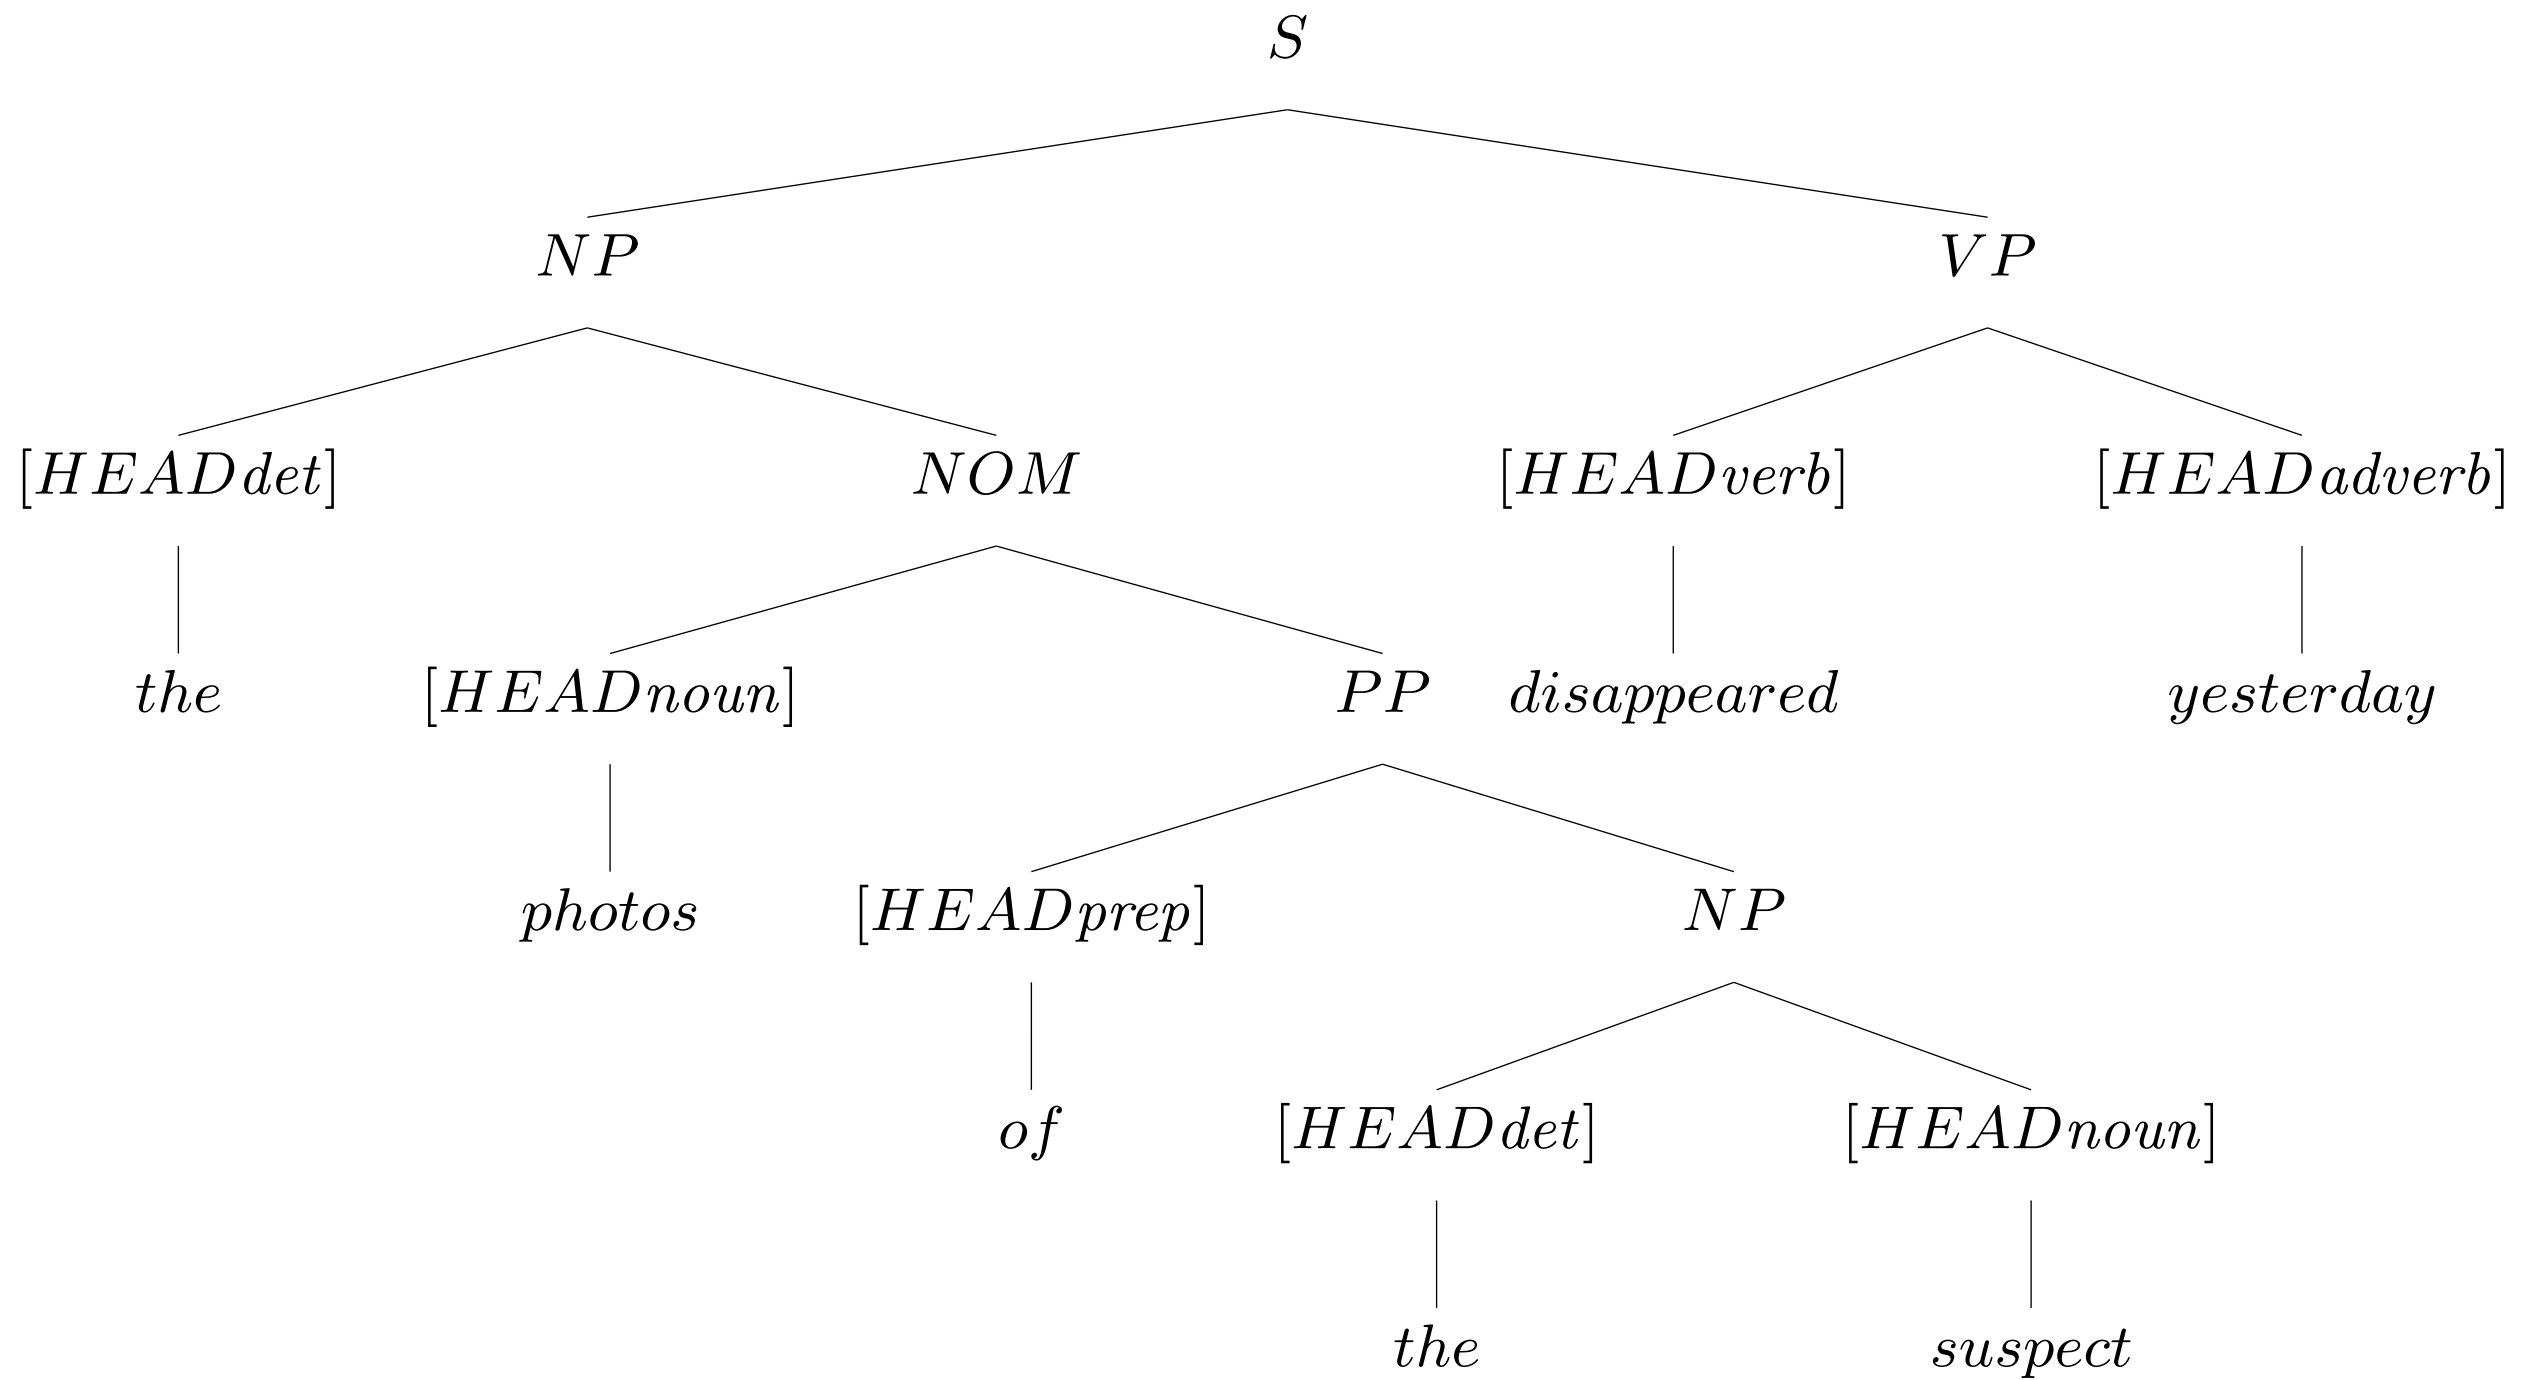 S
NP VP
[HEADdet] NOM [HEADverb] [HEADadverb]
the [HEADnoun] PP disappeared yesterday
photos [HEADprep] NP
of [HEADdet] [HEADnoun]
the suspect